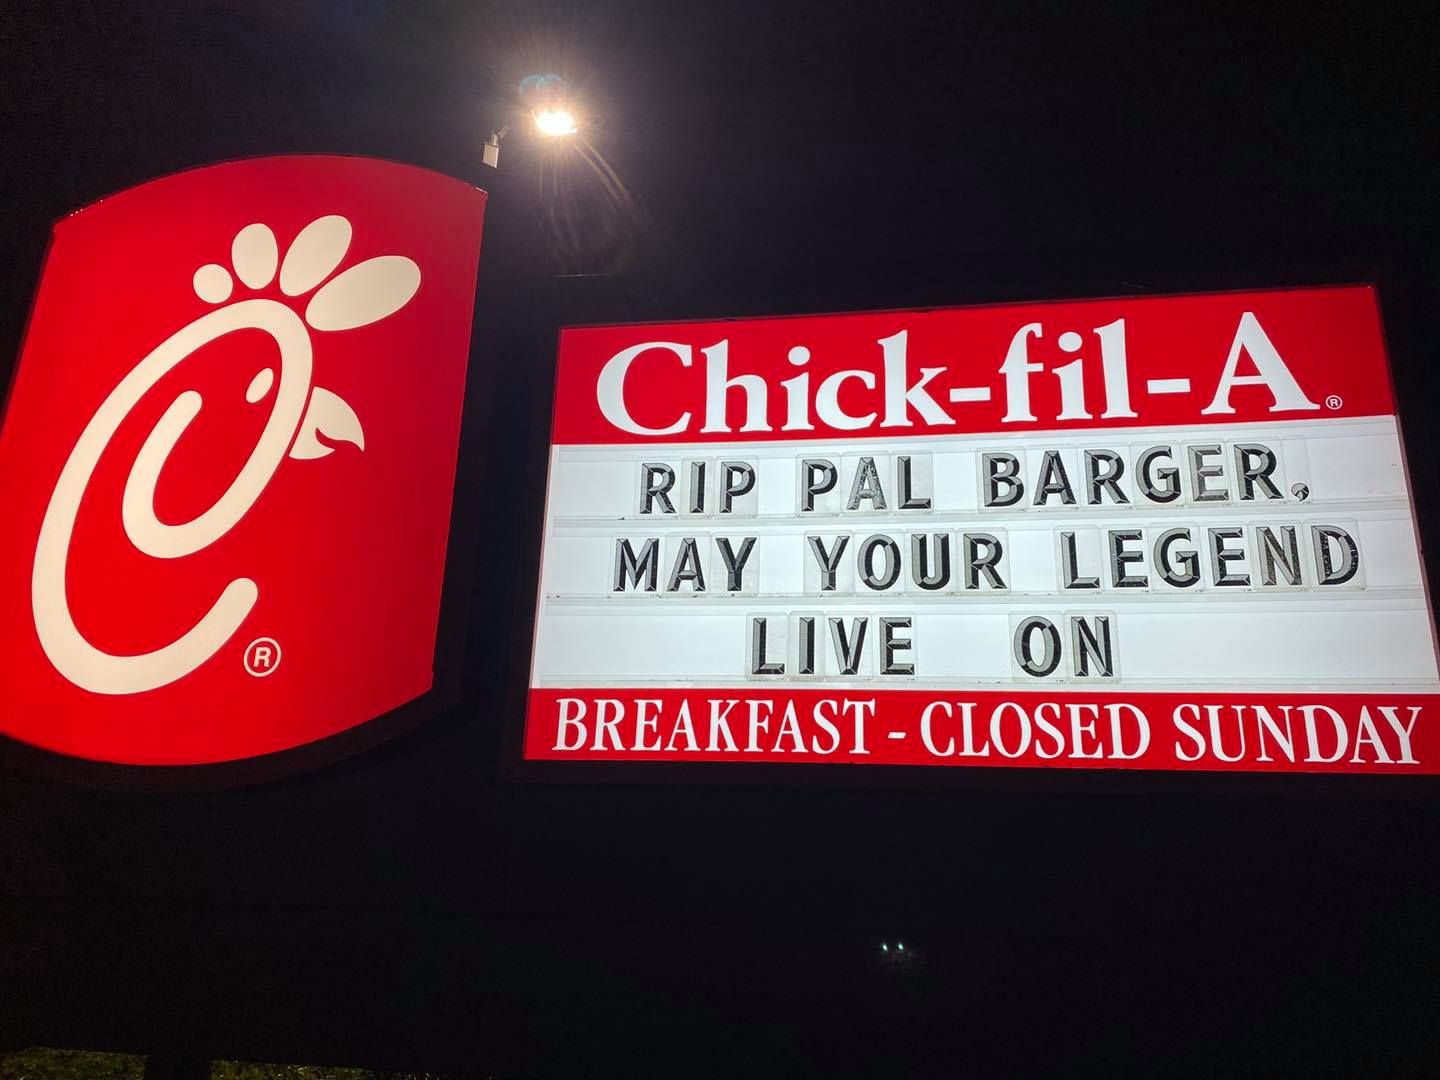 Chick-fil-A®
RIP PAL BARGER,
MAY YOUR LEGEND
LIVE ON
BREAKFAST - CLOSED SUNDAY
®